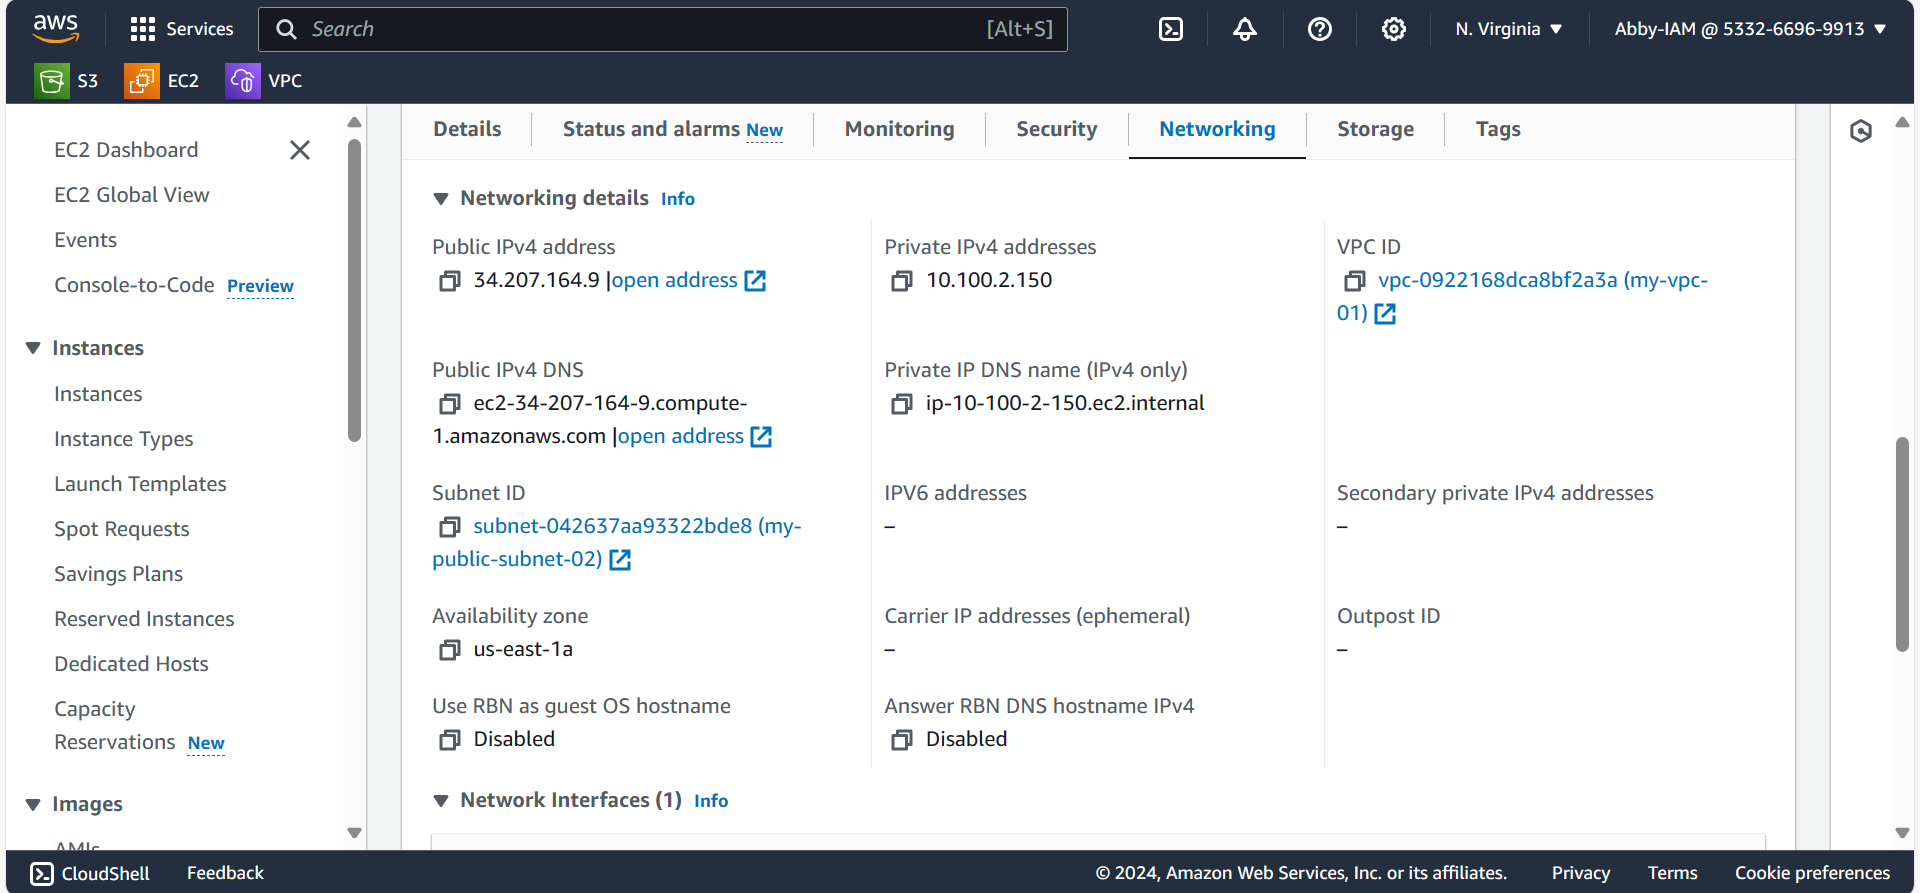 aws
Services
Search
[Alt+S]
N. Virginia
Abby-IAM @ 5332-6696-9913
S3
EC2
VPC
EC2 Dashboard
EC2 Global View
Events
Console-to-Code Preview
Instances
Instances
Instance Types
Launch Templates
Spot Requests
Savings Plans
Reserved Instances
Dedicated Hosts
Capacity
Reservations New
Images
AMIs
Details
Status and alarms New
Monitoring
Security
Networking
Storage
Tags
Networking details Info
Public IPv4 address
34.207.164.9 |open address
Private IPv4 addresses
10.100.2.150
VPC ID
vpc-0922168dca8bf2a3a (my-vpc-
01)
Public IPv4 DNS
ec2-34-207-164-9.compute-
1.amazonaws.com |open address
Private IP DNS name (IPv4 only)
ip-10-100-2-150.ec2.internal
Subnet ID
subnet-042637aa93322bde8 (my-
public-subnet-02)
IPV6 addresses
–
Secondary private IPv4 addresses
–
Availability zone
us-east-1a
Carrier IP addresses (ephemeral)
–
Outpost ID
–
Use RBN as guest OS hostname
Disabled
Answer RBN DNS hostname IPv4
Disabled
Network Interfaces (1) Info
CloudShell
Feedback
© 2024, Amazon Web Services, Inc. or its affiliates.
Privacy
Terms
Cookie preferences